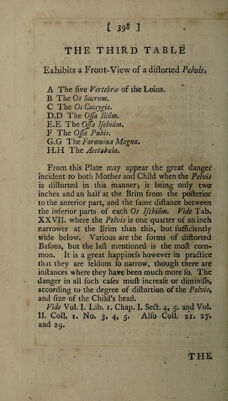 [ 398 ]
THE THIRD TABLE
Exhibits a Front-View of a diſtorted Pelvis.
A The five Vertebræ of the Loins.
B The Os Sacrum.
C The Os Coccygis.
D.D The Oſſa Ilium.
E.E The Oſſa Iſchium.
F The Oſſa Pubis.
G.G The Foramina Magna.
H.H The Acetabula.
From this Plate may appear the great danger
incident to both Mother and Child when the Pelvis
is diſtorted in this manner; it being only two
inches and an half at the Brim from the poſterior
to the anterior part, and the ſame diſtance between
the inferior parts of each Os Iſchium. Vide Tab.
XXVII. where the Pelvis is one quarter of an inch
narrower at the Brim than this, but ſufficiently
wide below. Various are the forms of diſtorted
Baſons, but the laſt mentioned is the moſt com-
mon. It is a great happineſs however in practice
that they are ſeldom ſo narrow, though there are
inſtances where they have been much more ſo. The
danger in all ſuch caſes muſt increaſe or diminiſh,
according to the degree of diſtortion of the Pelvis,
and ſize of the Child's head.
Vide Vol. I. Lib. 1. Chap. I. Sect. 4, 5. and Vol.
II. Coll. 1. No. 3, 4, 5. Alſo Coll. 21. 27.
and 29.
THE